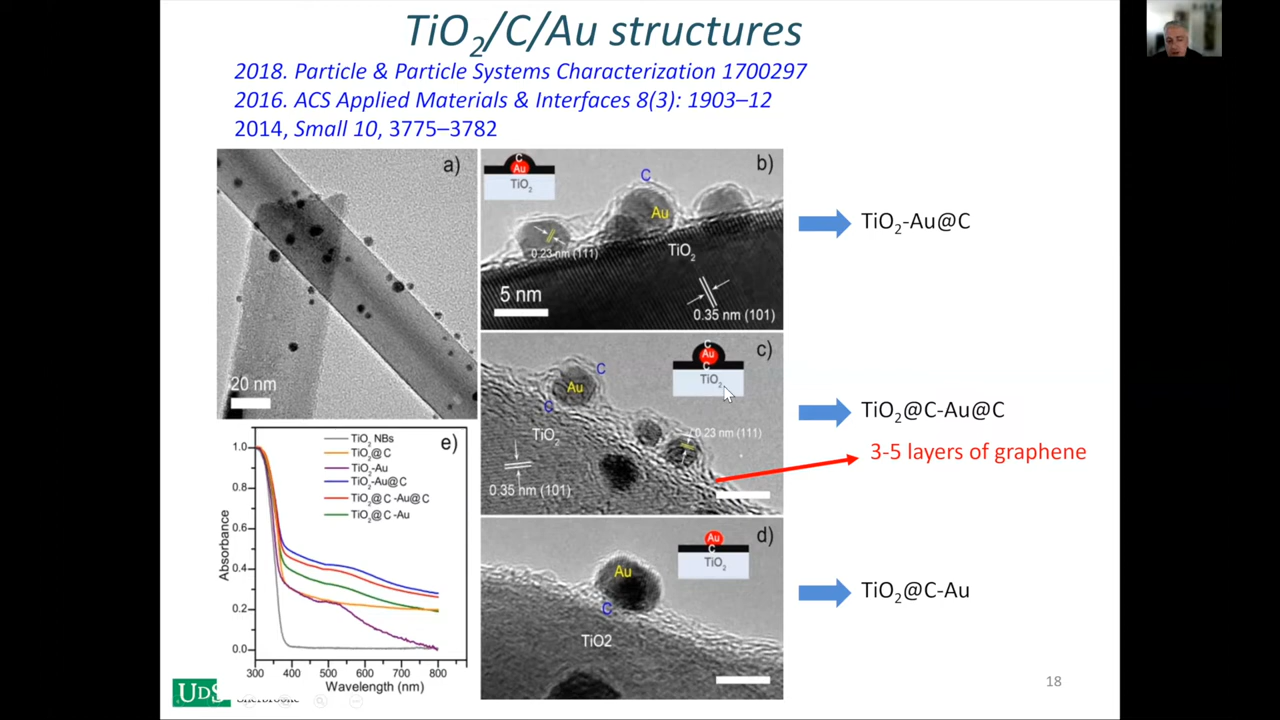 TiO2/C/Au structures
2018. Particle & Particle Systems Characterization 1700297
2016. ACS Applied Materials & Interfaces 8(3): 1903–12
2014, Small 10, 3775–3782
a)
20 nm
b)
C
Au
TiO2
C
Au
TiO2
0.23 nm (111)
5 nm
0.35 nm (101)
TiO2-Au@C
c)
C
Au
C
TiO2
C
Au
C
TiO2
0.23 nm (111)
0.35 nm (101)
TiO2@C-Au@C
3-5 layers of graphene
d)
Au
C
TiO2
Au
C
TiO2
TiO2@C-Au
e)
TiO2 NBs
TiO2@C
TiO2-Au
TiO2-Au@C
TiO2@C-Au@C
TiO2@C-Au
Absorbance
1.0
0.8
0.6
0.4
0.2
0.0
300 400 500 600 700 800
Wavelength (nm)
UdS
Sherbrooke
18